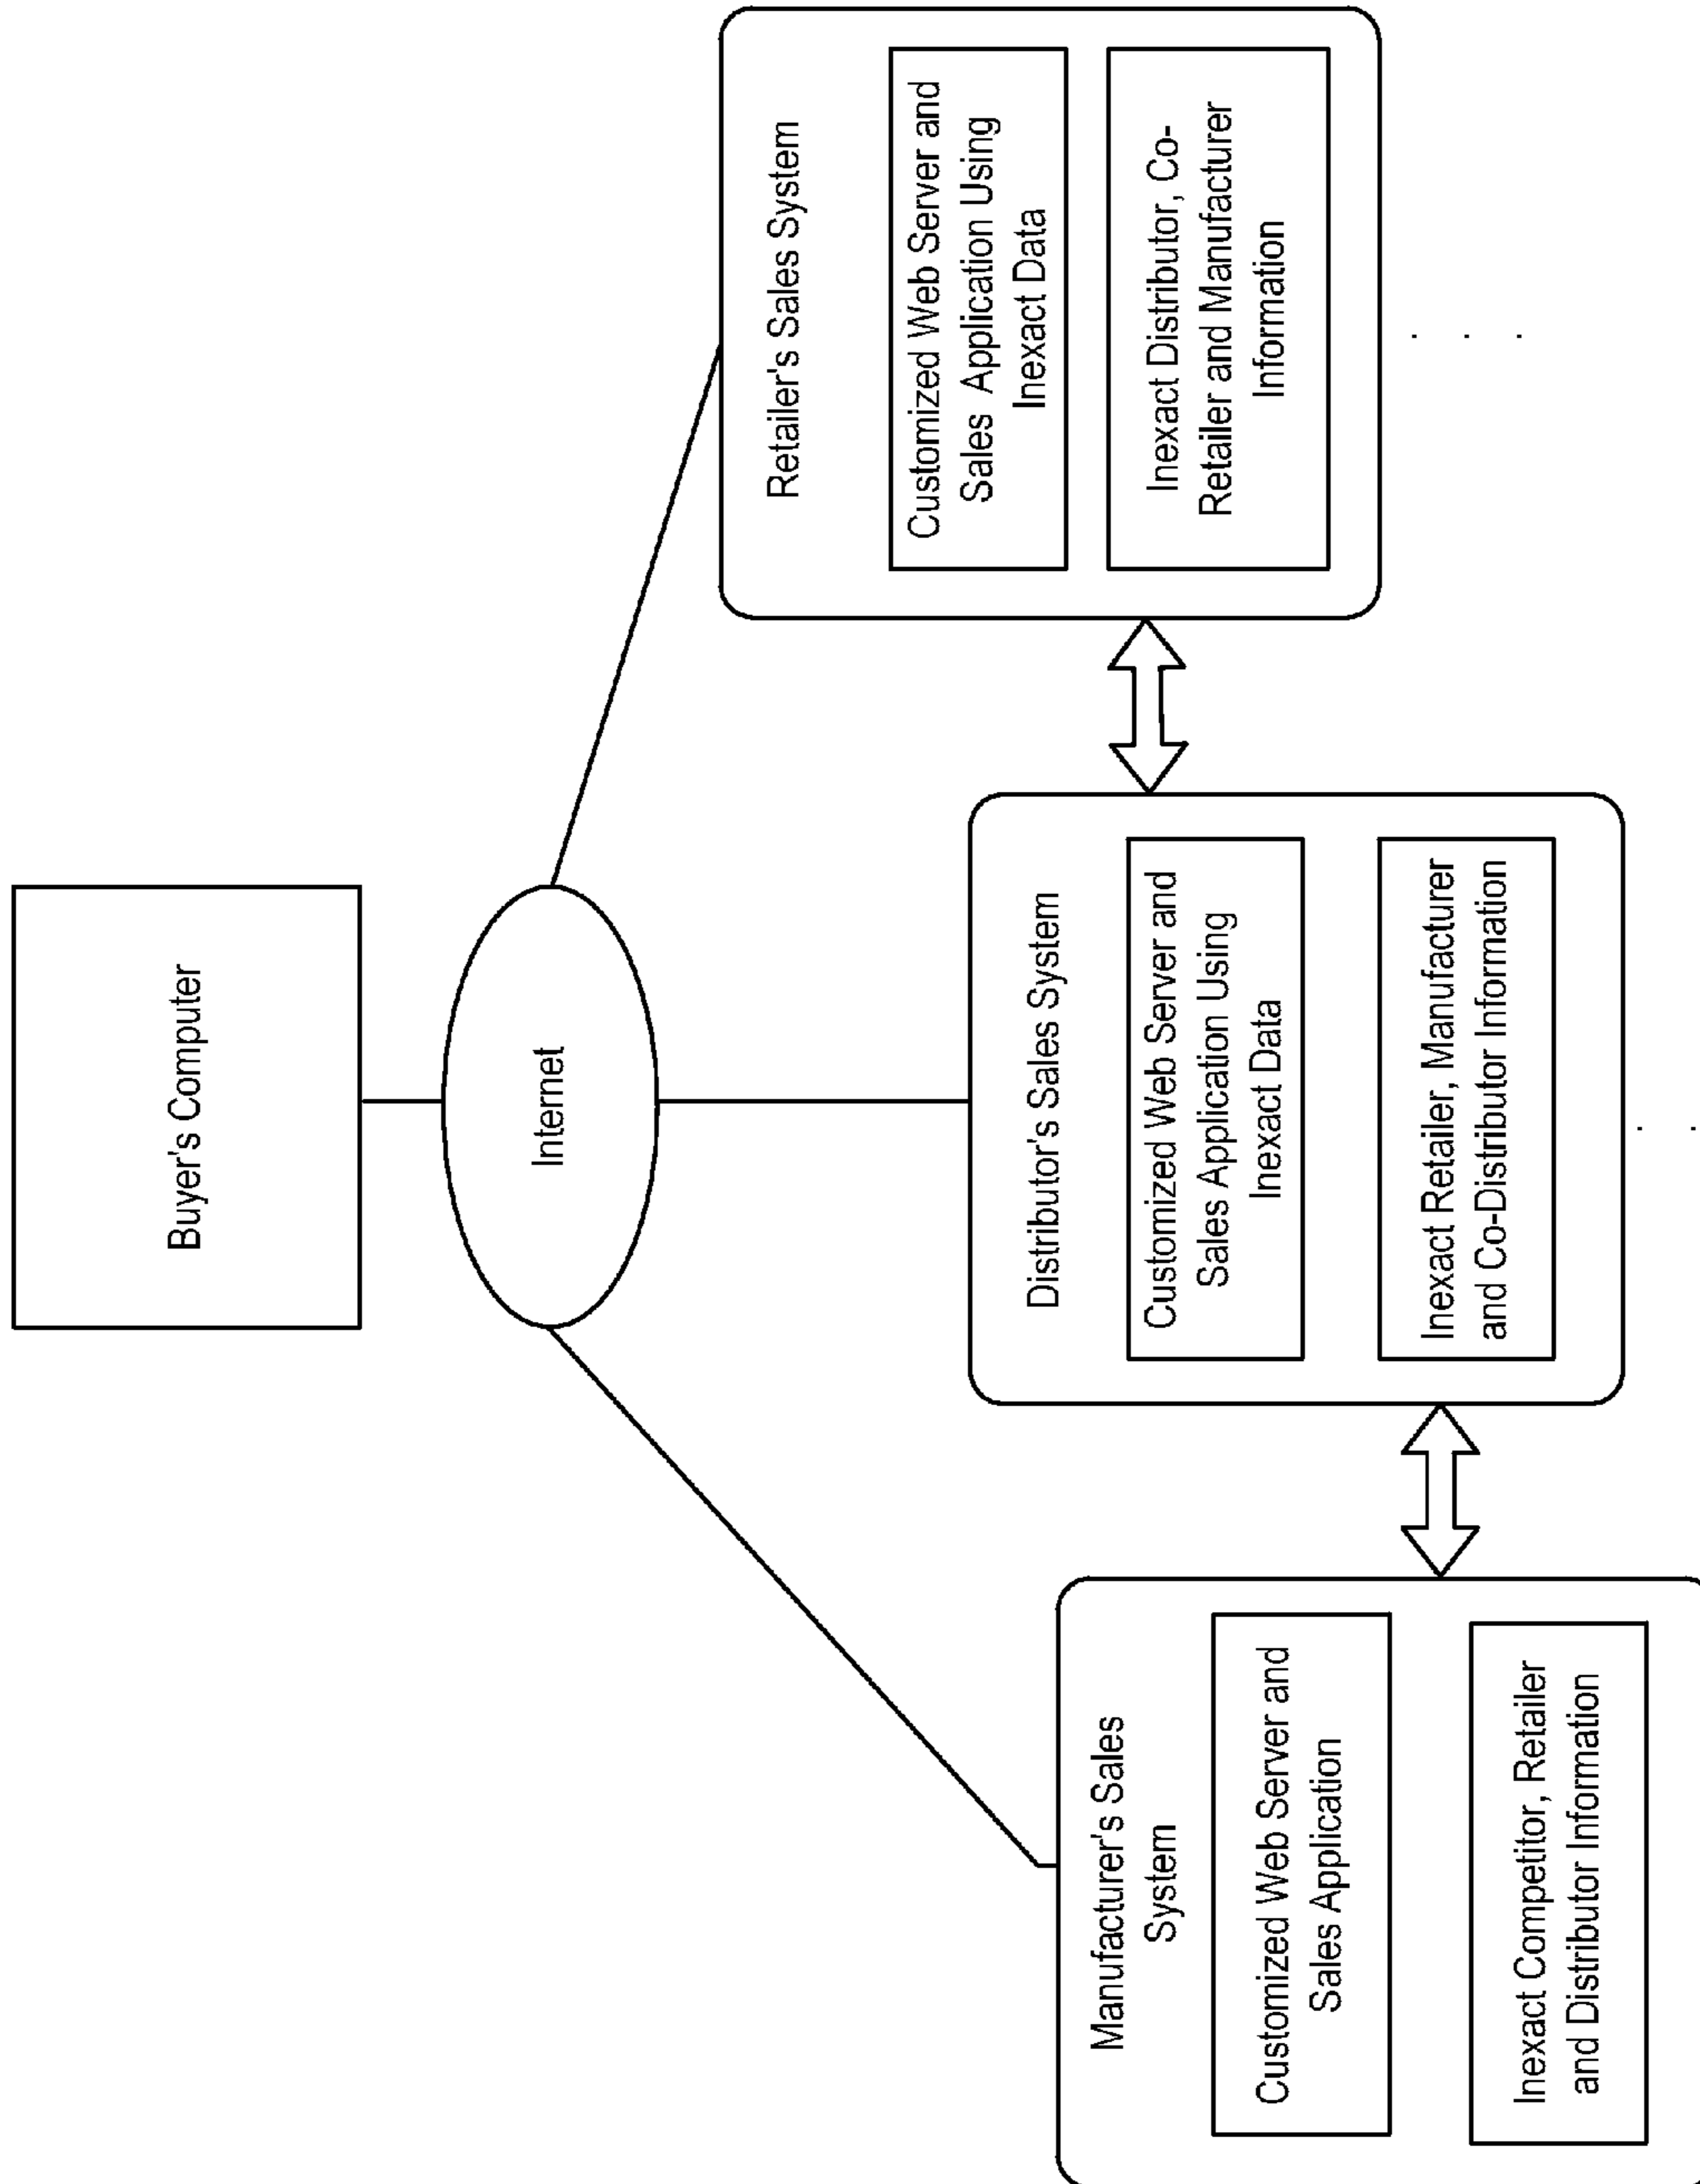 Buyer's Computer
Internet
Manufacturer's Sales
System
Customized Web Server and
Sales Application
Inexact Competitor, Retailer
and Distributor Information
Distributor's Sales System
Customized Web Server and
Sales Application Using
Inexact Data
Inexact Retailer, Manufacturer
and Co-Distributor Information
Retailer's Sales System
Customized Web Server and
Sales Application Using
Inexact Data
Inexact Distributor, Co-
Retailer and Manufacturer
Information